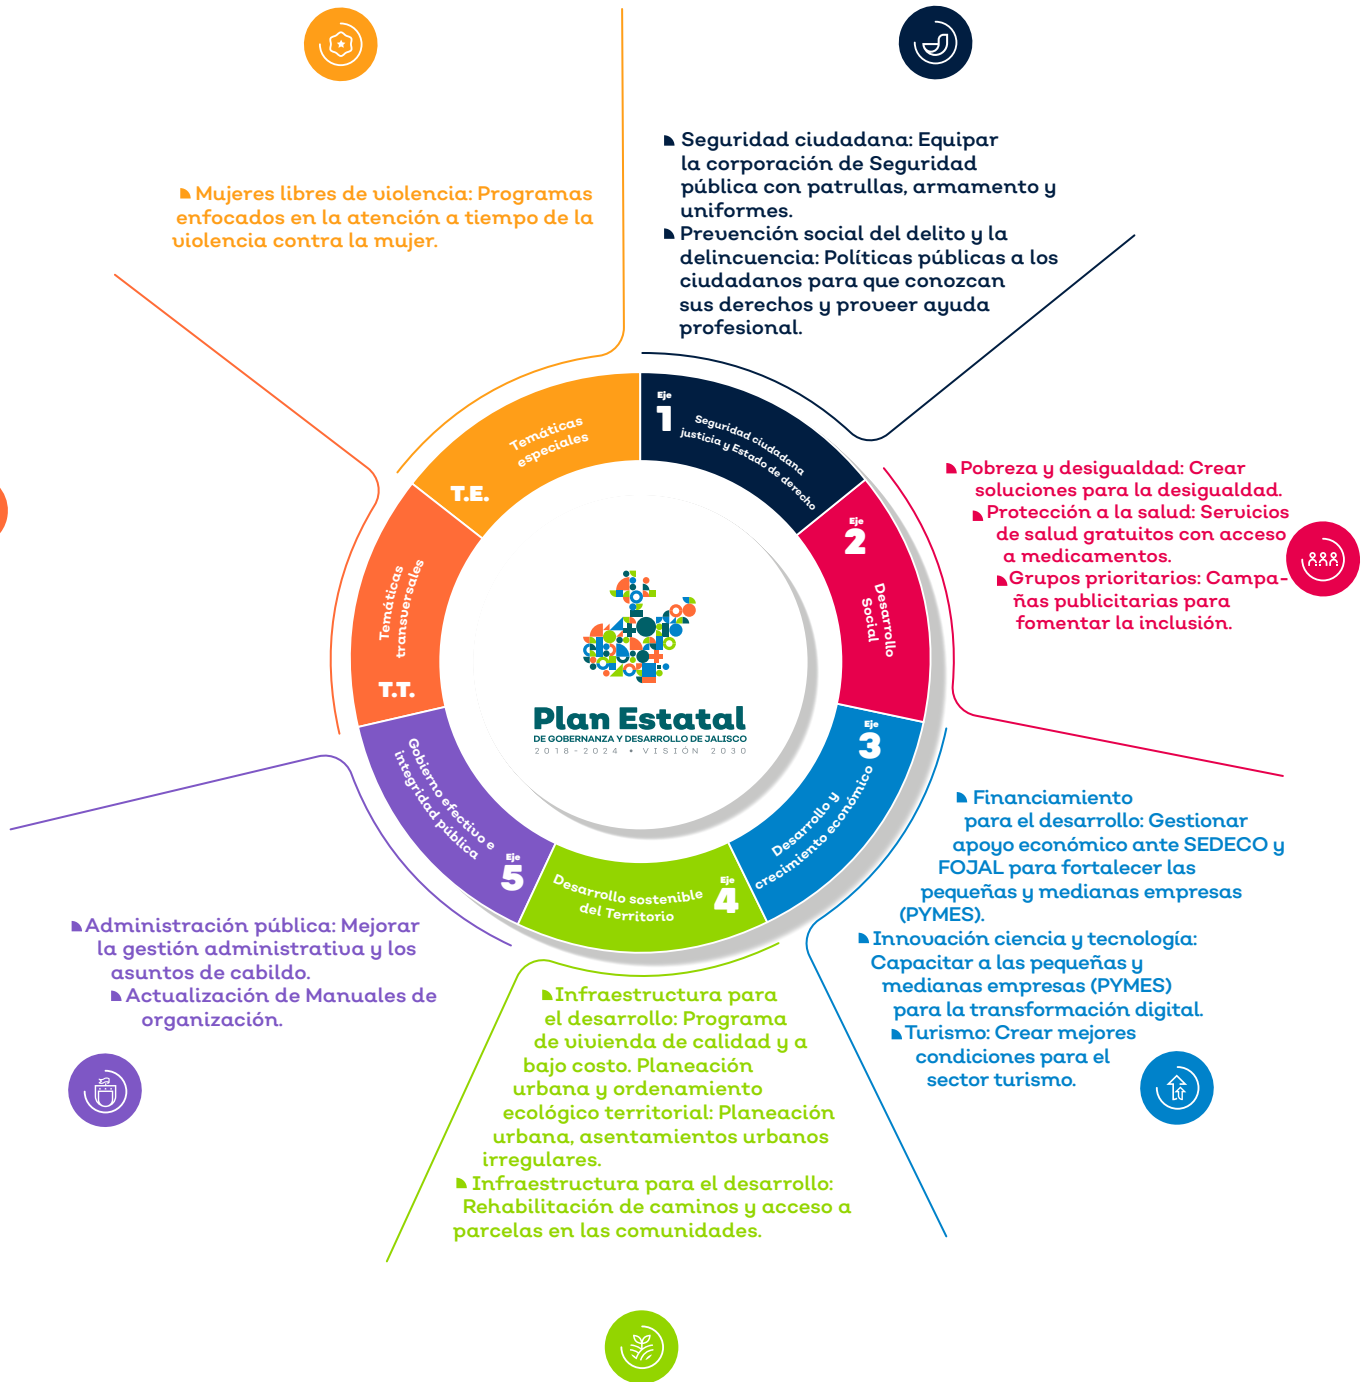 Mujeres libres de violencia: Programas
enfocados en la atención a tiempo de la
violencia contra la mujer.
Seguridad ciudadana: Equipar
la corporación de Seguridad
pública con patrullas, armamento y
uniformes.
Prevención social del delito y la
delincuencia: Políticas públicas a los
ciudadanos para que conozcan
sus derechos y proveer ayuda
profesional.
Eje
1
Seguridad ciudadana
justicia y Estado de derecho
Temáticas
especiales
T.E.
Eje
2
Desarrollo
Social
Pobreza y desigualdad: Crear
soluciones para la desigualdad.
Protección a la salud: Servicios
de salud gratuitos con acceso
a medicamentos.
Grupos prioritarios: Campa-
ñas publicitarias para
fomentar la inclusión.
Temáticas
transversales
T.T.
Plan Estatal
DE GOBERNANZA Y DESARROLLO DE JALISCO
2018-2024 • VISIÓN 2030
Eje
3
Desarrollo y
crecimiento económico
Financiamiento
para el desarrollo: Gestionar
apoyo económico ante SEDECO y
FOJAL para fortalecer las
pequeñas y medianas empresas
(PYMES).
Innovación ciencia y tecnología:
Capacitar a las pequeñas y
medianas empresas (PYMES)
para la transformación digital.
Turismo: Crear mejores
condiciones para el
sector turismo.
Eje
4
Desarrollo sostenible
del Territorio
Infraestructura para
el desarrollo: Programa
de vivienda de calidad y a
bajo costo. Planeación
urbana y ordenamiento
ecológico territorial: Planeación
urbana, asentamientos urbanos
irregulares.
Infraestructura para el desarrollo:
Rehabilitación de caminos y acceso a
parcelas en las comunidades.
Eje
5
Gobierno efectivo e
integridad pública
Administración pública: Mejorar
la gestión administrativa y los
asuntos de cabildo.
Actualización de Manuales de
organización.